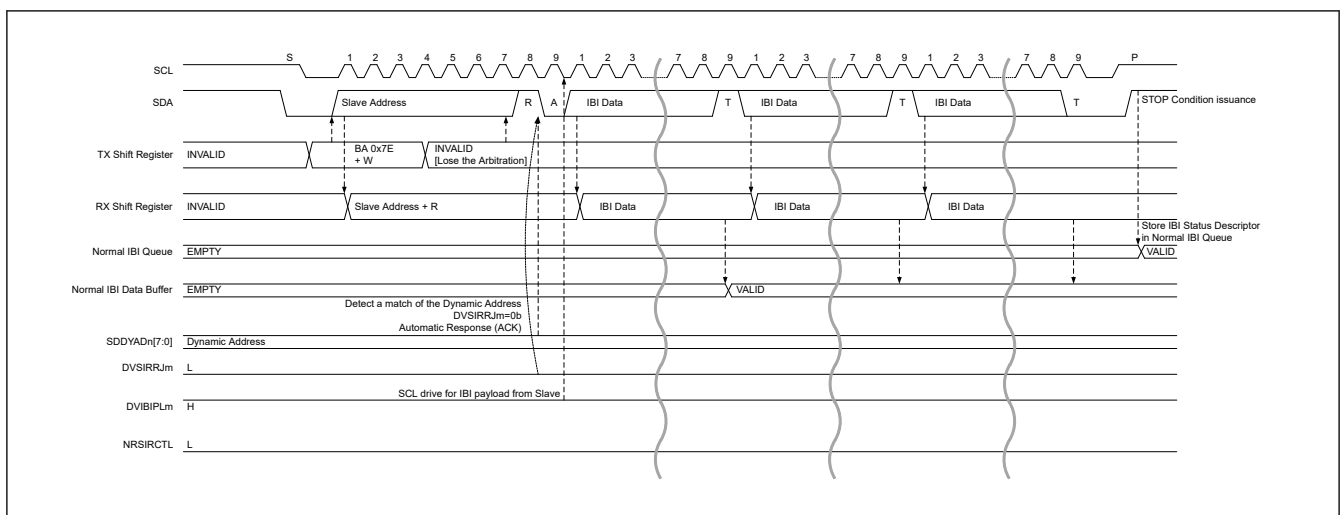 S 1 2 3 4 5 6 7 8 9 1 2 3 7 8 9 1 2 3 7 8 9 1 2 3 7 8 9 P
SCL
SDA Slave Address R A IBI Data T IBI Data T IBI Data T STOP Condition issuance
TX Shift Register INVALID BA 0x7E INVALID
+ W [Lose the Arbitration]
RX Shift Register INVALID Slave Address + R IBI Data IBI Data IBI Data
Store IBI Status Descriptor
in Normal IBI Queue
Normal IBI Queue EMPTY VALID
Normal IBI Data Buffer EMPTY VALID
Detect a match of the Dynamic Address
DVSIRRJm=0b
Automatic Response (ACK)
SDDYADn[7:0] Dynamic Address
DVSIRRJm L
SCL drive for IBI payload from Slave
DVIBIPLm H
NRSIRCTL L